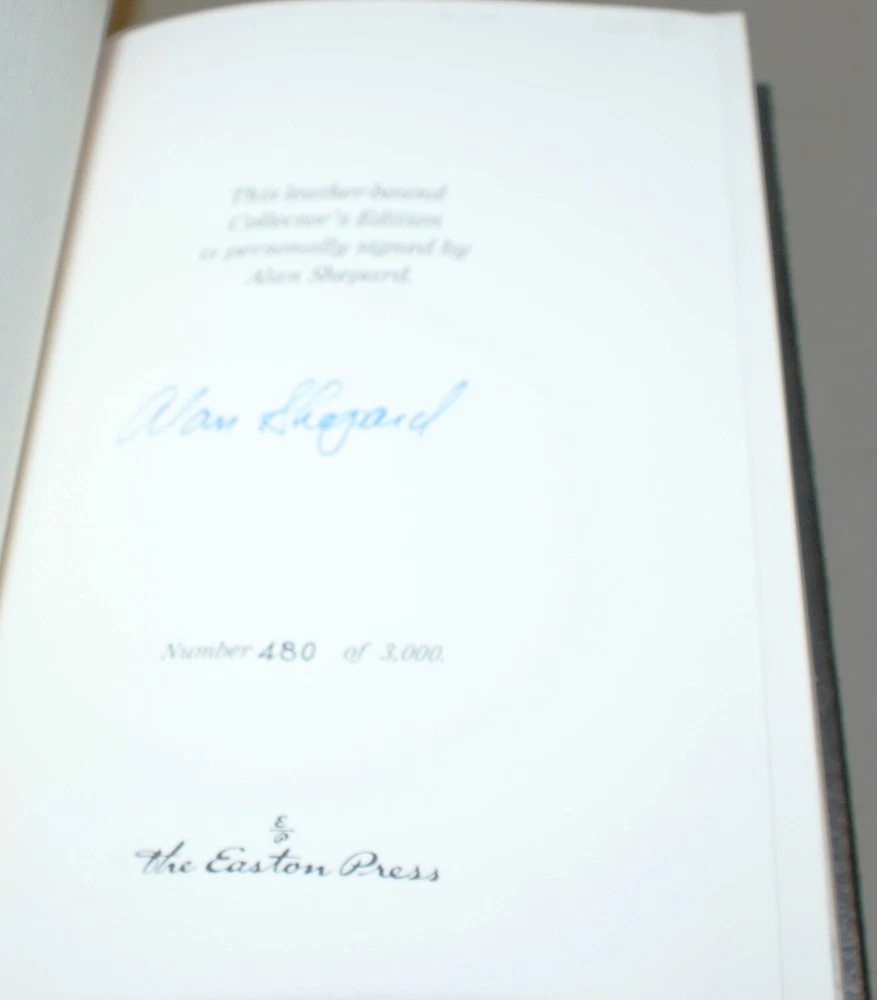 This leather-bound
Collector's Edition
is personally signed by
Alan Shepard.
Alan Shepard
Number 480 of 3,000.
E
P
the Easton Press